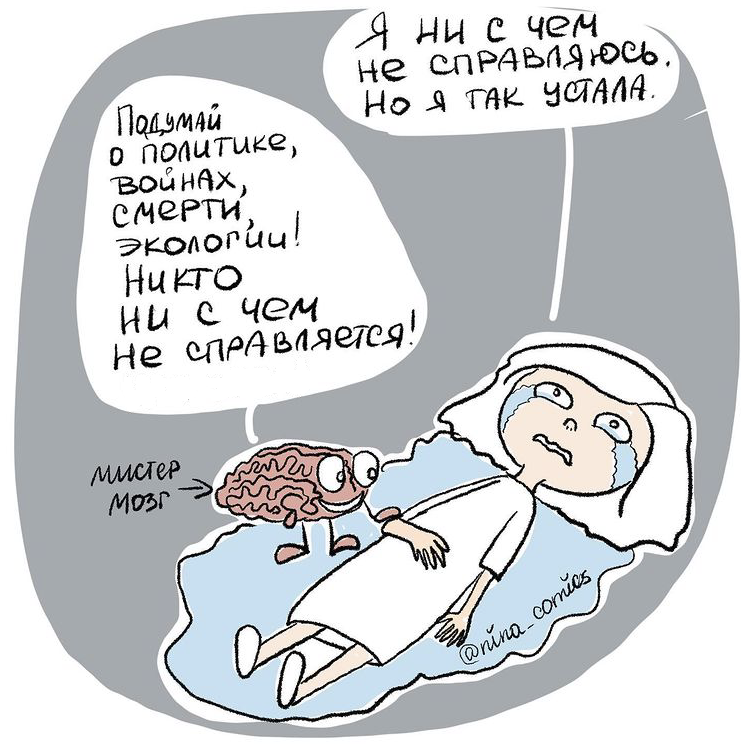 Я ни с чем
не справляюсь.
Но я так устала.
Подумай
о политике,
войнах,
смерти,
экологии!
Никто
ни с чем
не справляется!
мистер
мозг
@nina_comics